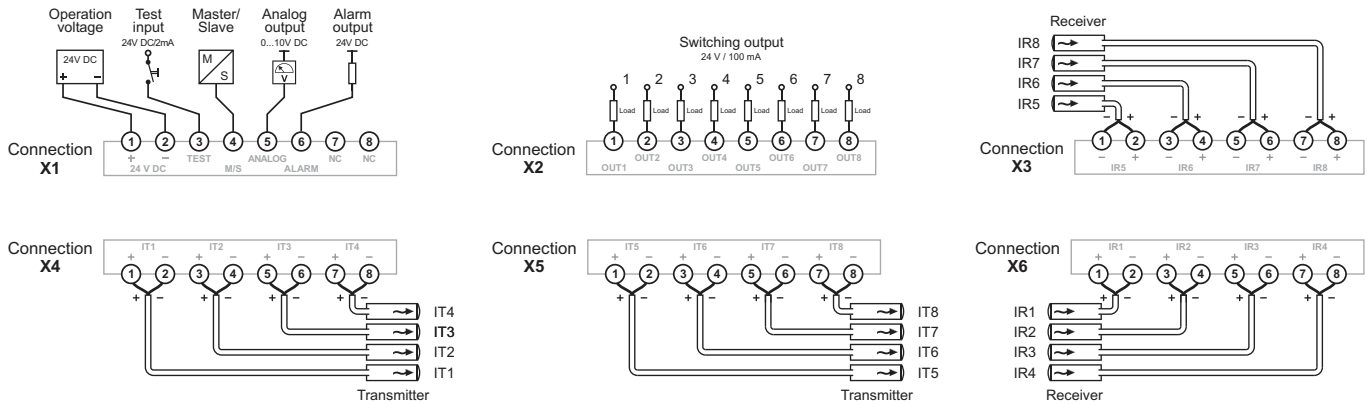 Operation voltage
24V DC
+ −
Test input
24V DC/2mA
Master/ Slave
M
S
Analog output
0...10V DC
V
Alarm output
24V DC
Connection X1
1 2 3 4 5 6 7 8
+ − TEST ANALOG NC NC
24 V DC M/S ALARM
Switching output
24 V / 100 mA
1 2 3 4 5 6 7 8
Load Load Load Load Load Load Load Load
Connection X2
1 2 3 4 5 6 7 8
OUT2 OUT4 OUT6 OUT8
OUT1 OUT3 OUT5 OUT7
Receiver
IR8
IR7
IR6
IR5
− + − + − + − +
Connection X3
1 2 3 4 5 6 7 8
− + − + − + − +
IR5 IR6 IR7 IR8
Connection X4
IT1 IT2 IT3 IT4
+ − + − + − + −
1 2 3 4 5 6 7 8
+ − + − + − + −
IT4
IT3
IT2
IT1
Transmitter
Connection X5
IT5 IT6 IT7 IT8
+ − + − + − + −
1 2 3 4 5 6 7 8
+ − + − + − + −
IT8
IT7
IT6
IT5
Transmitter
Connection X6
IR1 IR2 IR3 IR4
+ − + − + − + −
1 2 3 4 5 6 7 8
+ − + − + − + −
IR1
IR2
IR3
IR4
Receiver